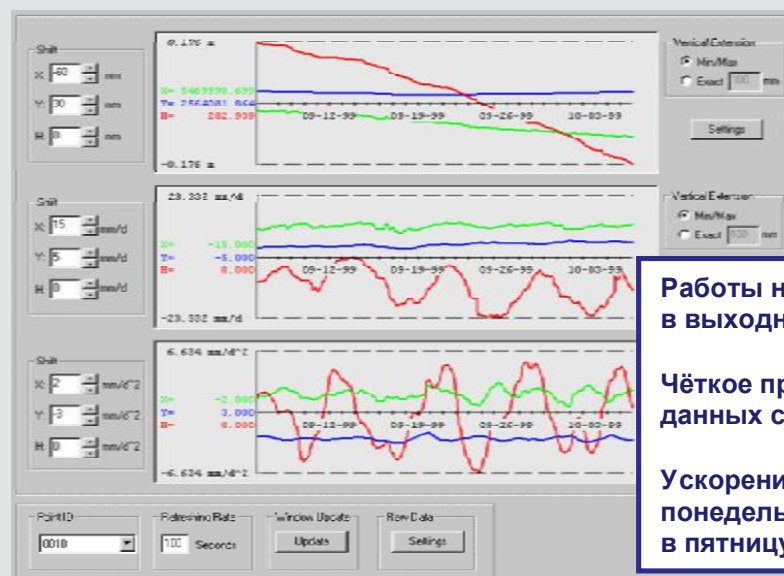 Shift
X: -60 mm
Y: 30 mm
H: 0 mm
0.176 m
X= 5463998.699
Y= 2564081.864
H= 282.939
09-12-99 09-19-99 09-26-99 10-03-99
-0.176 m
Vertical Extension
Min/Max
Exact 100 mm
Settings
Shift
X: 15 mm/d
Y: 5 mm/d
H: 0 mm/d
23.332 mm/d
X= -15.000
Y= -5.000
H= 0.000
09-12-99 09-19-99 09-26-99 10-03-99
-23.332 mm/d
Vertical Extension
Min/Max
Exact mm
Shift
X: 2 mm/d^2
Y: -3 mm/d^2
H: 0 mm/d^2
6.634 mm/d^2
X= -2.000
Y= 3.000
H= 0.000
09-12-99 09-19-99 09-26-99 10-03-99
-6.634 mm/d^2
Работы н
в выходн
Чёткое пр
данных с
Ускорени
понедель
в пятницу
Point ID
0010
Refreshing Rate
100 Seconds
Window Update
Update
Raw Data
Settings